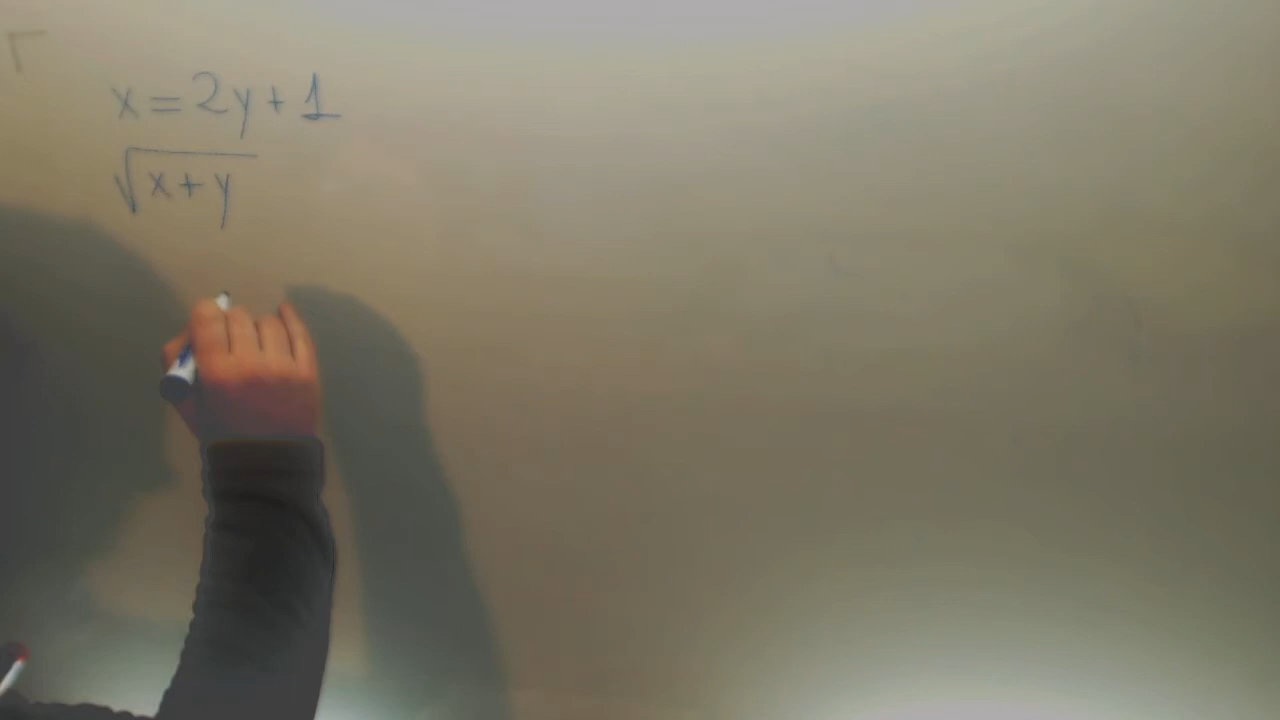 x = 2y + 1
√(x + y)